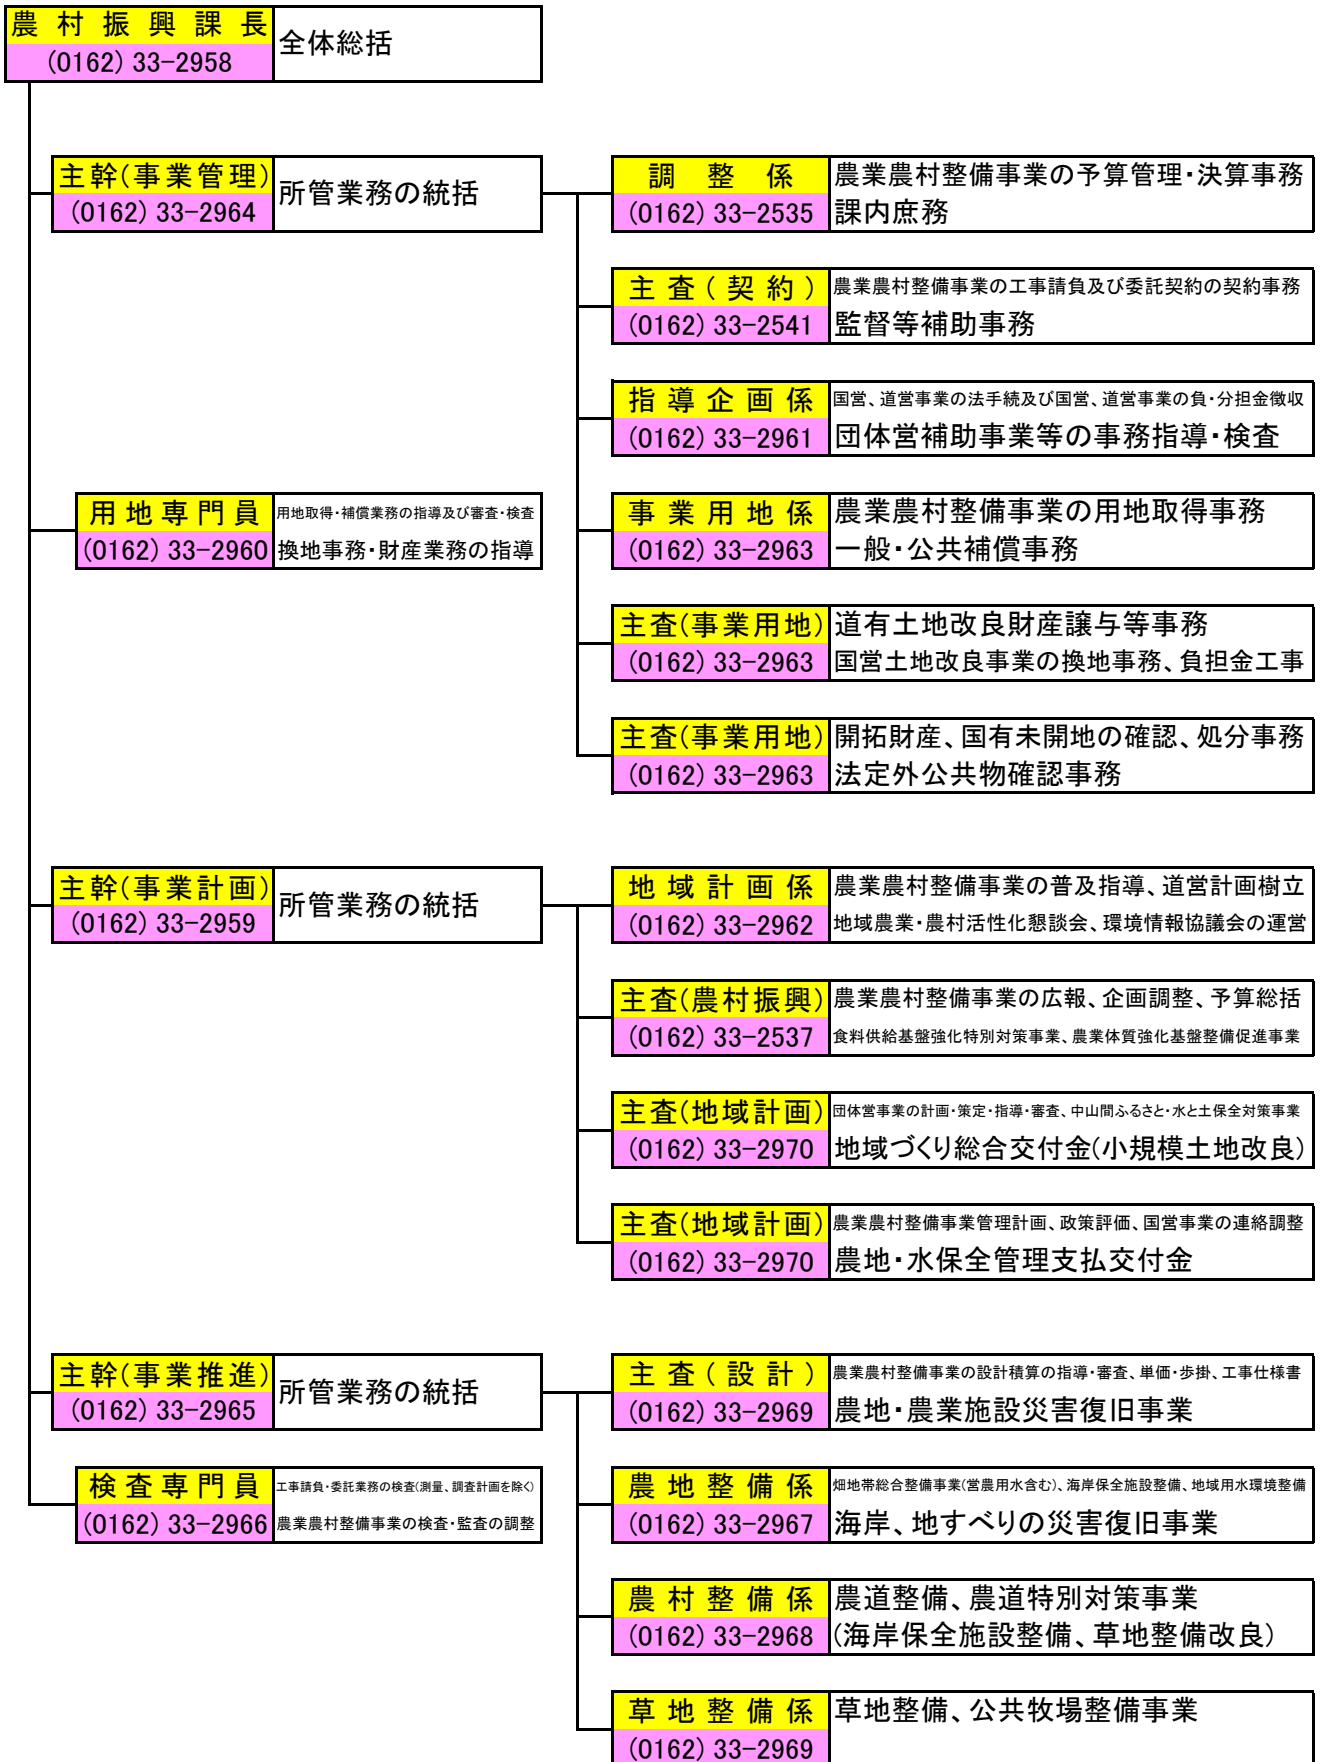 農村振興課長
全体総括
(0162) 33-2958
主幹(事業管理)
所管業務の統括
(0162) 33-2964
調整係
農業農村整備事業の予算管理・決算事務
(0162) 33-2535
課内庶務
主査(契約)
農業農村整備事業の工事請負及び委託契約の契約事務
(0162) 33-2541
監督等補助事務
指導企画係
国営、道営事業の法手続及び国営、道営事業の負・分担金徴収
(0162) 33-2961
団体営補助事業等の事務指導・検査
用地専門員
用地取得・補償業務の指導及び審査・検査
(0162) 33-2960
換地事務・財産業務の指導
事業用地係
農業農村整備事業の用地取得事務
(0162) 33-2963
一般・公共補償事務
主査(事業用地)
道有土地改良財産譲与等事務
(0162) 33-2963
国営土地改良事業の換地事務、負担金工事
主査(事業用地)
開拓財産、国有未開地の確認、処分事務
(0162) 33-2963
法定外公共物確認事務
主幹(事業計画)
所管業務の統括
(0162) 33-2959
地域計画係
農業農村整備事業の普及指導、道営計画樹立
(0162) 33-2962
地域農業・農村活性化懇談会、環境情報協議会の運営
主査(農村振興)
農業農村整備事業の広報、企画調整、予算総括
(0162) 33-2537
食料供給基盤強化特別対策事業、農業体質強化基盤整備促進事業
主査(地域計画)
団体営事業の計画・策定・指導・審査、中山間ふるさと・水と土保全対策事業
(0162) 33-2970
地域づくり総合交付金(小規模土地改良)
主査(地域計画)
農業農村整備事業管理計画、政策評価、国営事業の連絡調整
(0162) 33-2970
農地・水保全管理支払交付金
主幹(事業推進)
所管業務の統括
(0162) 33-2965
主査(設計)
農業農村整備事業の設計積算の指導・審査、単価・歩掛、工事仕様書
(0162) 33-2969
農地・農業施設災害復旧事業
検査専門員
工事請負・委託業務の検査(測量、調査計画を除く)
(0162) 33-2966
農業農村整備事業の検査・監査の調整
農地整備係
畑地帯総合整備事業(営農用水含む)、海岸保全施設整備、地域用水環境整備
(0162) 33-2967
海岸、地すべりの災害復旧事業
農村整備係
農道整備、農道特別対策事業
(0162) 33-2968
(海岸保全施設整備、草地整備改良)
草地整備係
草地整備、公共牧場整備事業
(0162) 33-2969